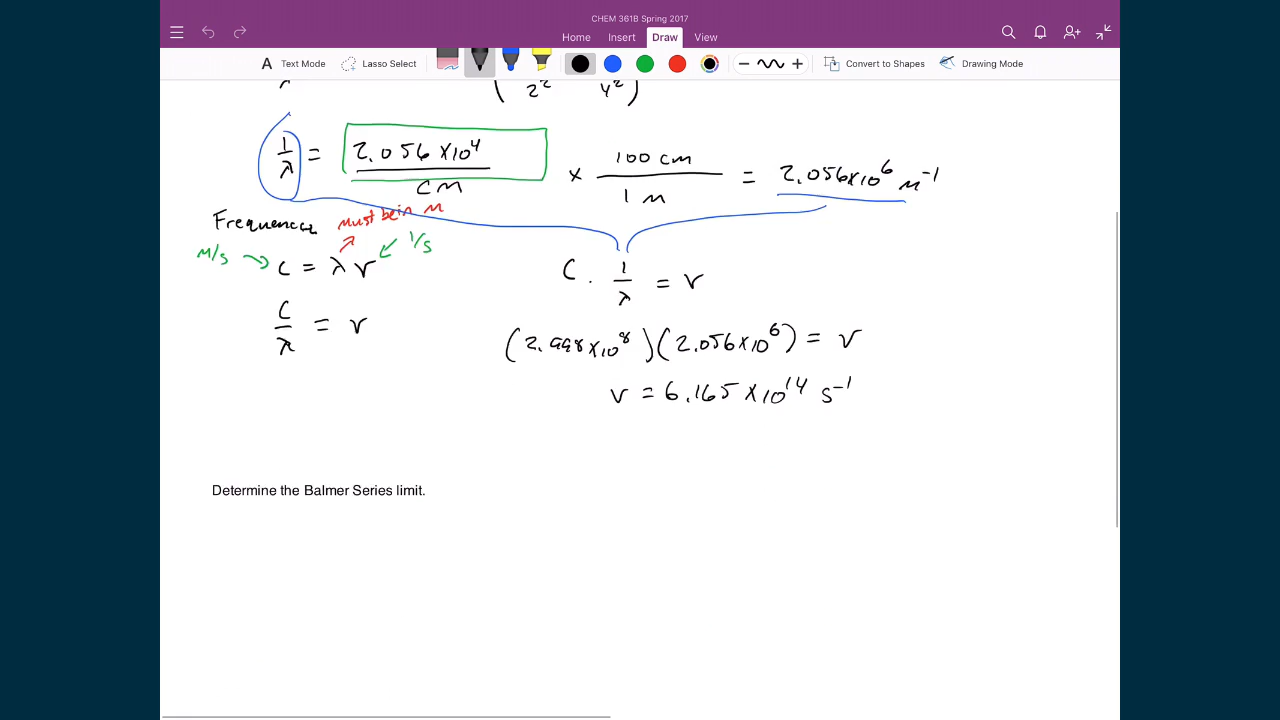 CHEM 361B Spring 2017
Home Insert Draw View
Text Mode Lasso Select Convert to Shapes Drawing Mode
λ ( 2² 4² )
1/λ = 2.056 x10⁴ / cm x 100 cm / 1 m = 2.056x10⁶ m⁻¹
Frequency must be in m
m/s 1/s
c = λ ν C · 1/λ = ν
C/λ = ν (2.998x10⁸)(2.056x10⁶) = ν
ν = 6.165 x10¹⁴ s⁻¹
Determine the Balmer Series limit.